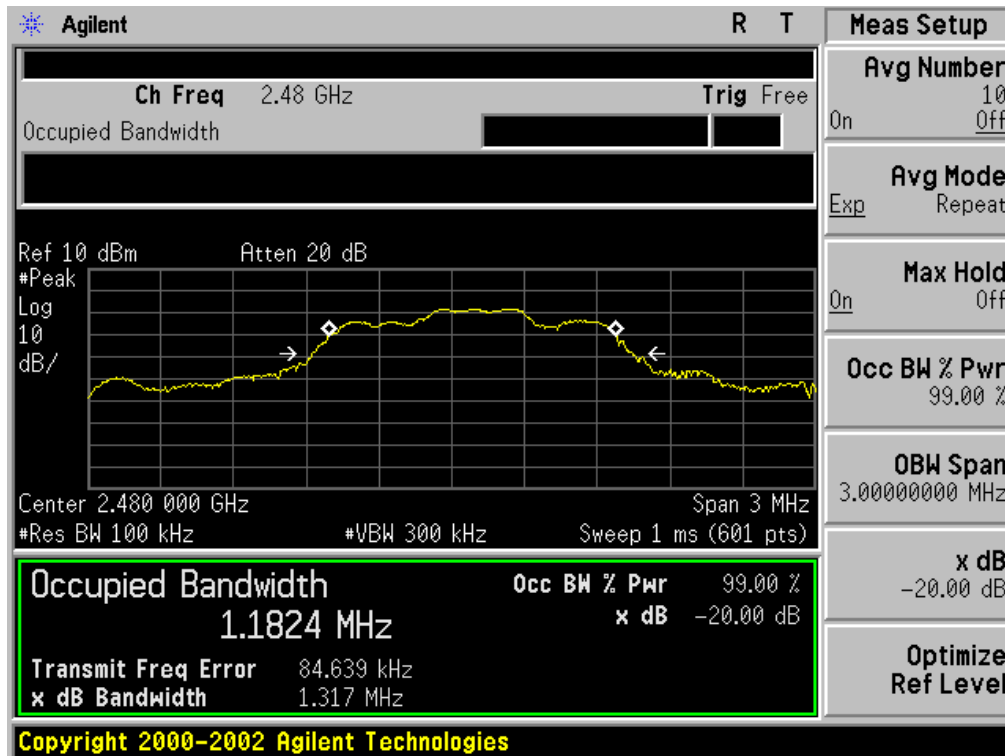 Agilent R T
Ch Freq 2.48 GHz Trig Free
Occupied Bandwidth
Ref 10 dBm Atten 20 dB
#Peak
Log
10
dB/
Center 2.480 000 GHz Span 3 MHz
#Res BW 100 kHz #VBW 300 kHz Sweep 1 ms (601 pts)
Occupied Bandwidth
1.1824 MHz
Occ BW % Pwr 99.00 %
x dB -20.00 dB
Transmit Freq Error 84.639 kHz
x dB Bandwidth 1.317 MHz
Copyright 2000-2002 Agilent Technologies
Meas Setup
Avg Number
10
On Off
Avg Mode
Exp Repeat
Max Hold
On Off
Occ BW % Pwr
99.00 %
OBW Span
3.00000000 MHz
x dB
-20.00 dB
Optimize
Ref Level